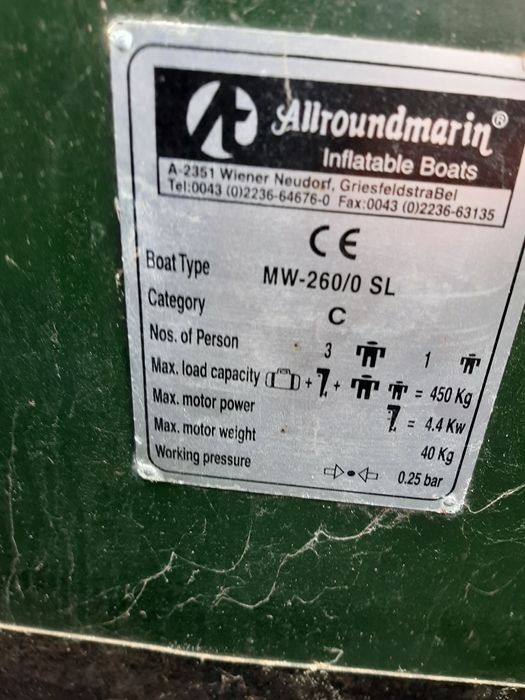 Allroundmarin®
Inflatable Boats
A-2351 Wiener Neudorf, GriesfeldstraBel
Tel:0043 (0)2236-64676-0 Fax:0043 (0)2236-63135
CE
Boat Type MW-260/0 SL
Category C
Nos. of Person 3 1
Max. load capacity + + = 450 Kg
Max. motor power = 4.4 Kw
Max. motor weight 40 Kg
Working pressure 0.25 bar